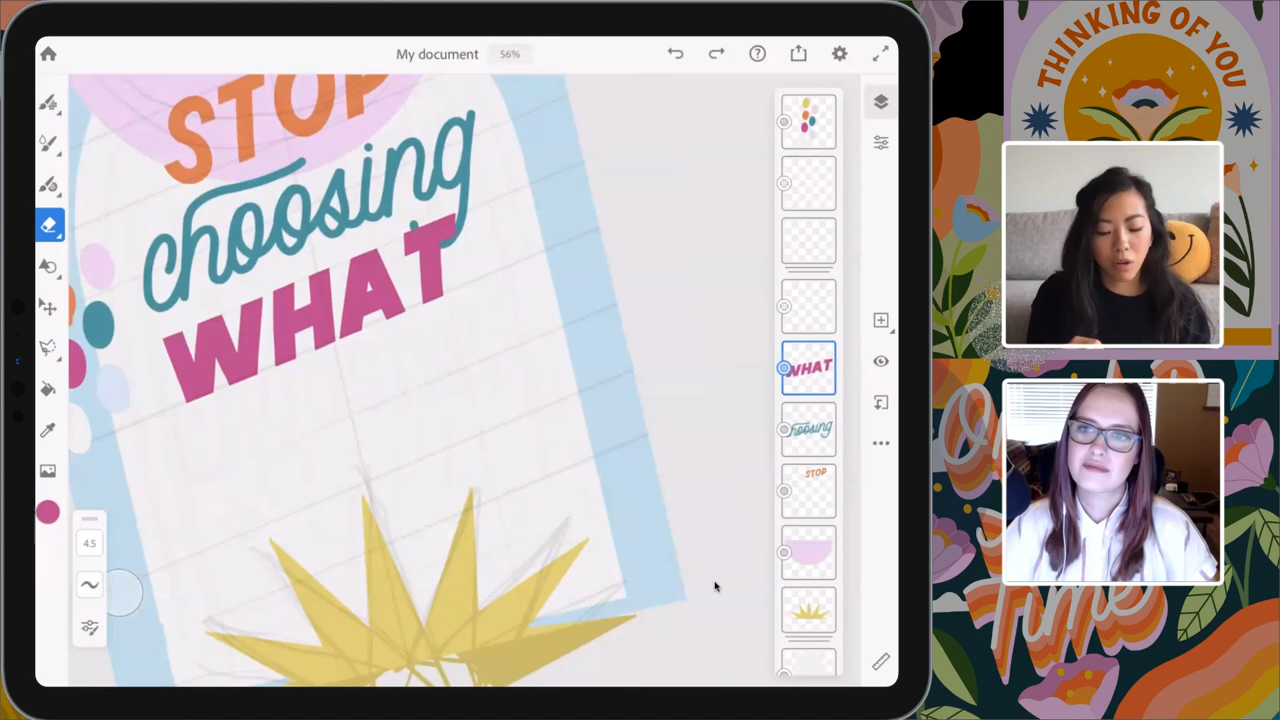 My document 56%
THINKING OF YOU
STOP
choosing
WHAT
WHAT
choosing
STOP
4.5
Time